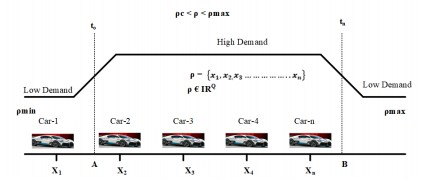 ρc < ρ < ρmax
t₀
tₙ
High Demand
Low Demand
ρ = {x₁, x₂,x₃ ………………..xₙ}
ρ € IR^Q
Low Demand
ρmin
ρmax
Car-1
Car-2
Car-3
Car-4
Car-n
X₁
A
X₂
X₃
X₄
Xₙ
B